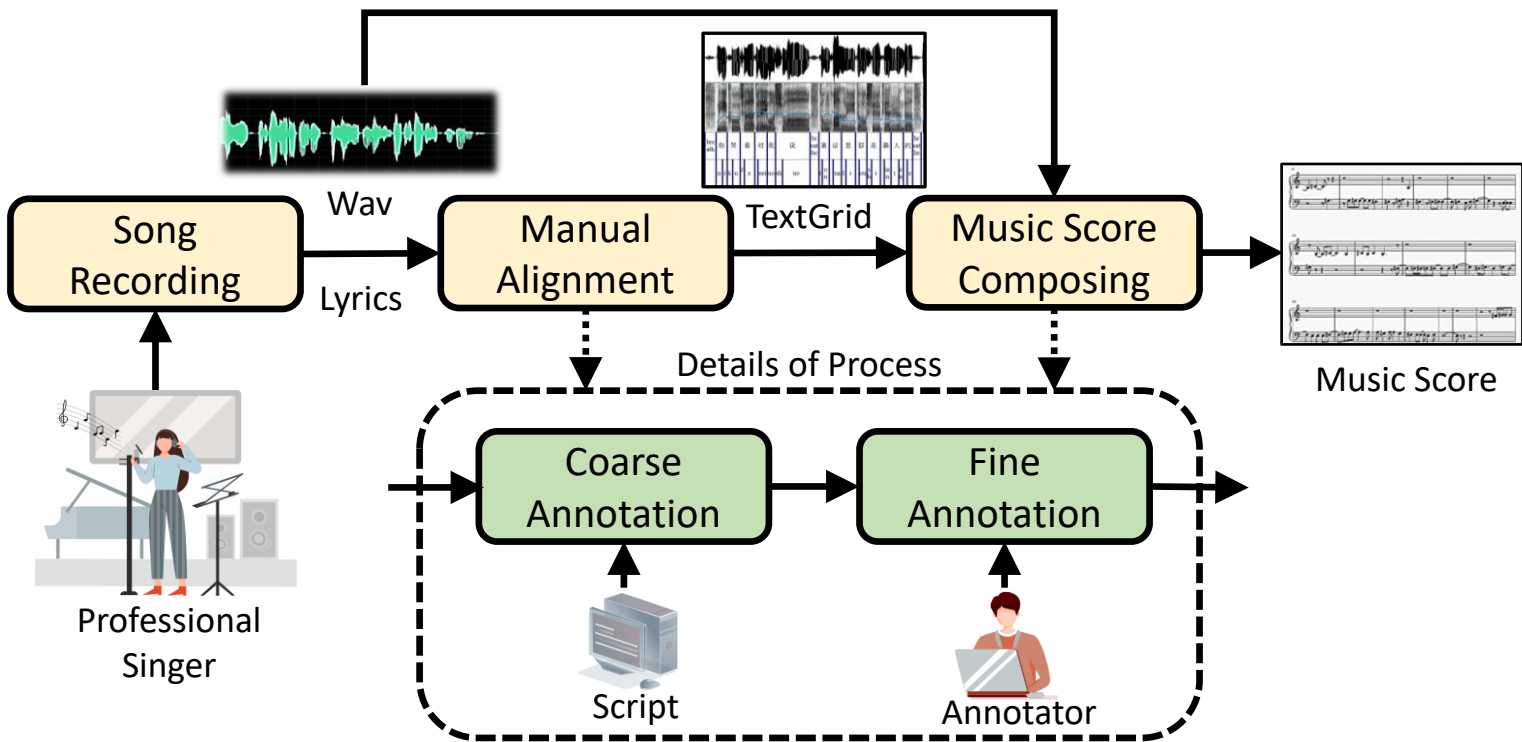 Wav
TextGrid
Song
Recording
Lyrics
Manual
Alignment
Music Score
Composing
Music Score
Details of Process
Coarse
Annotation
Fine
Annotation
Professional
Singer
Script
Annotator